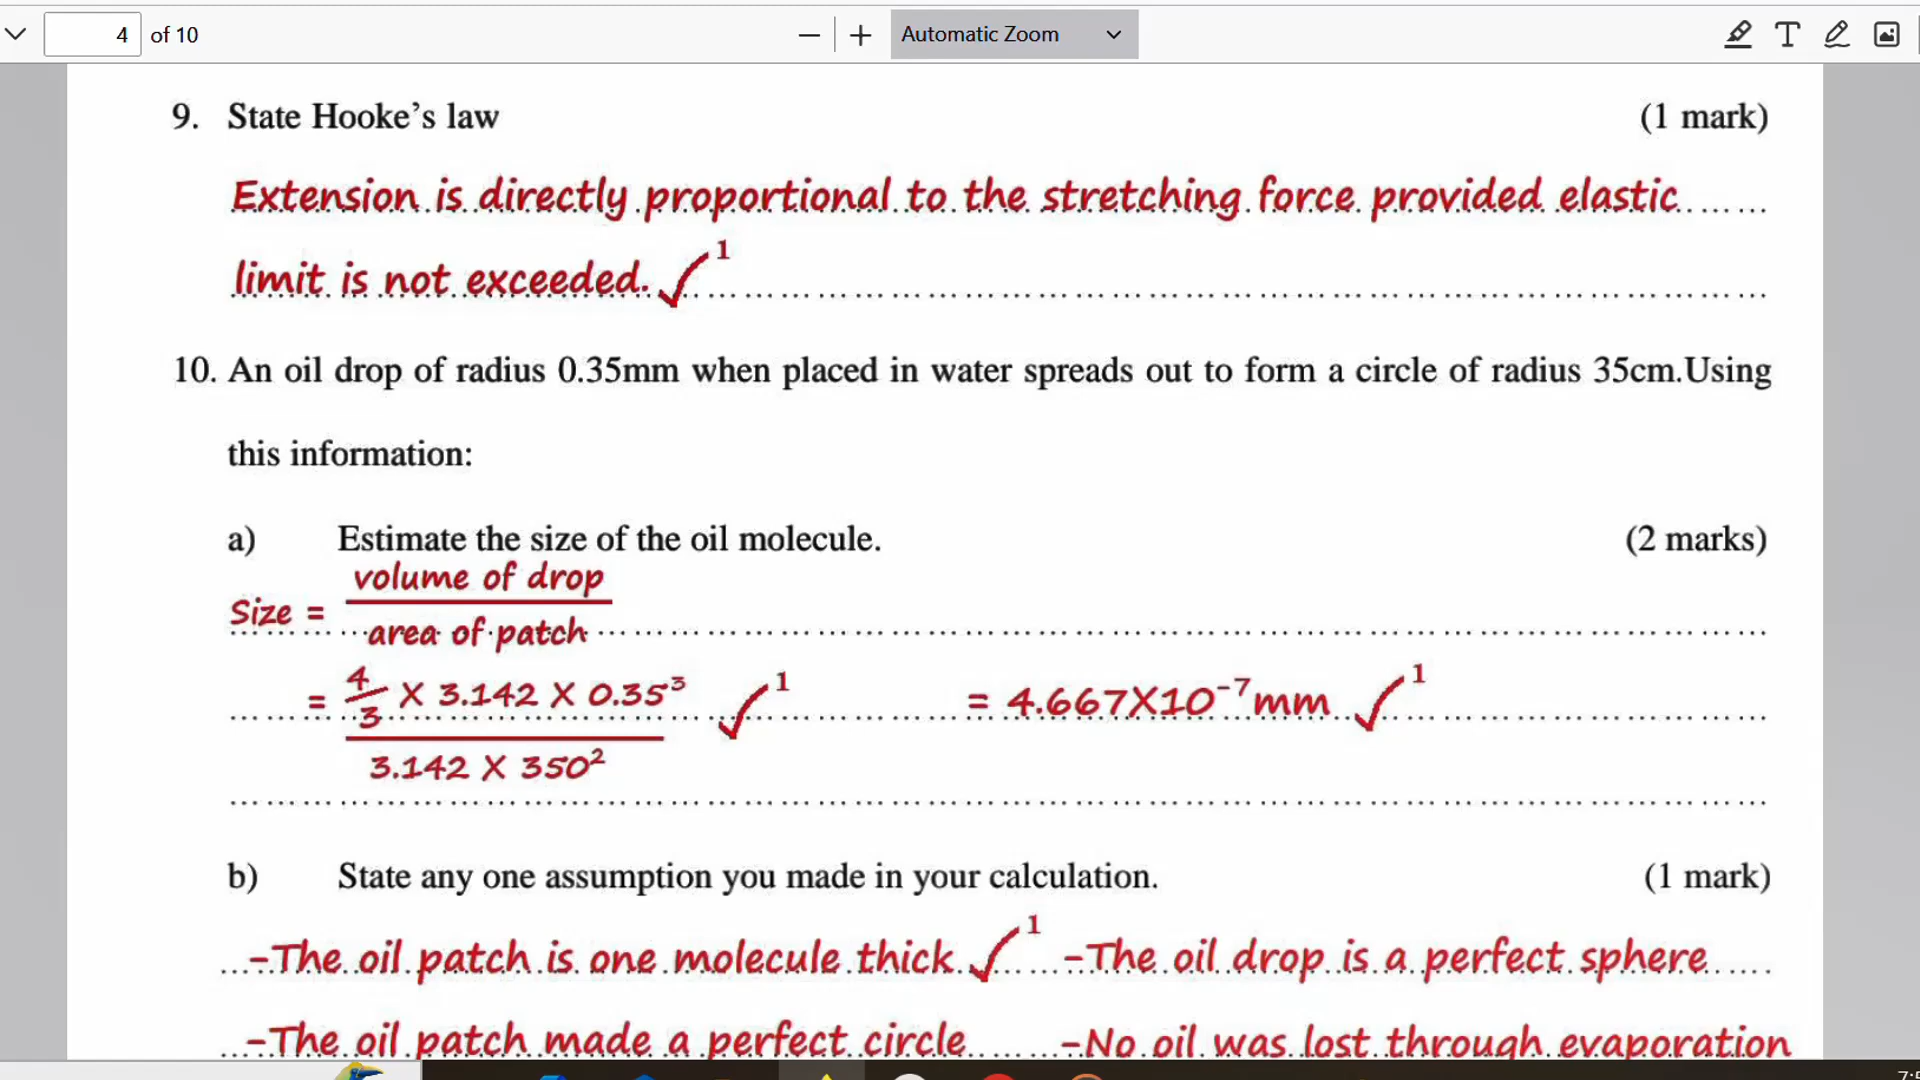 4 of 10 Automatic Zoom
9. State Hooke's law (1 mark)
Extension is directly proportional to the stretching force provided elastic
limit is not exceeded. 1
10. An oil drop of radius 0.35mm when placed in water spreads out to form a circle of radius 35cm.Using
this information:
a) Estimate the size of the oil molecule. (2 marks)
Size = volume of drop
area of patch
= 4/3 X 3.142 X 0.35³ 1 = 4.667X10⁻⁷mm 1
3.142 X 350²
b) State any one assumption you made in your calculation. (1 mark)
-The oil patch is one molecule thick 1 -The oil drop is a perfect sphere
-The oil patch made a perfect circle -No oil was lost through evaporation